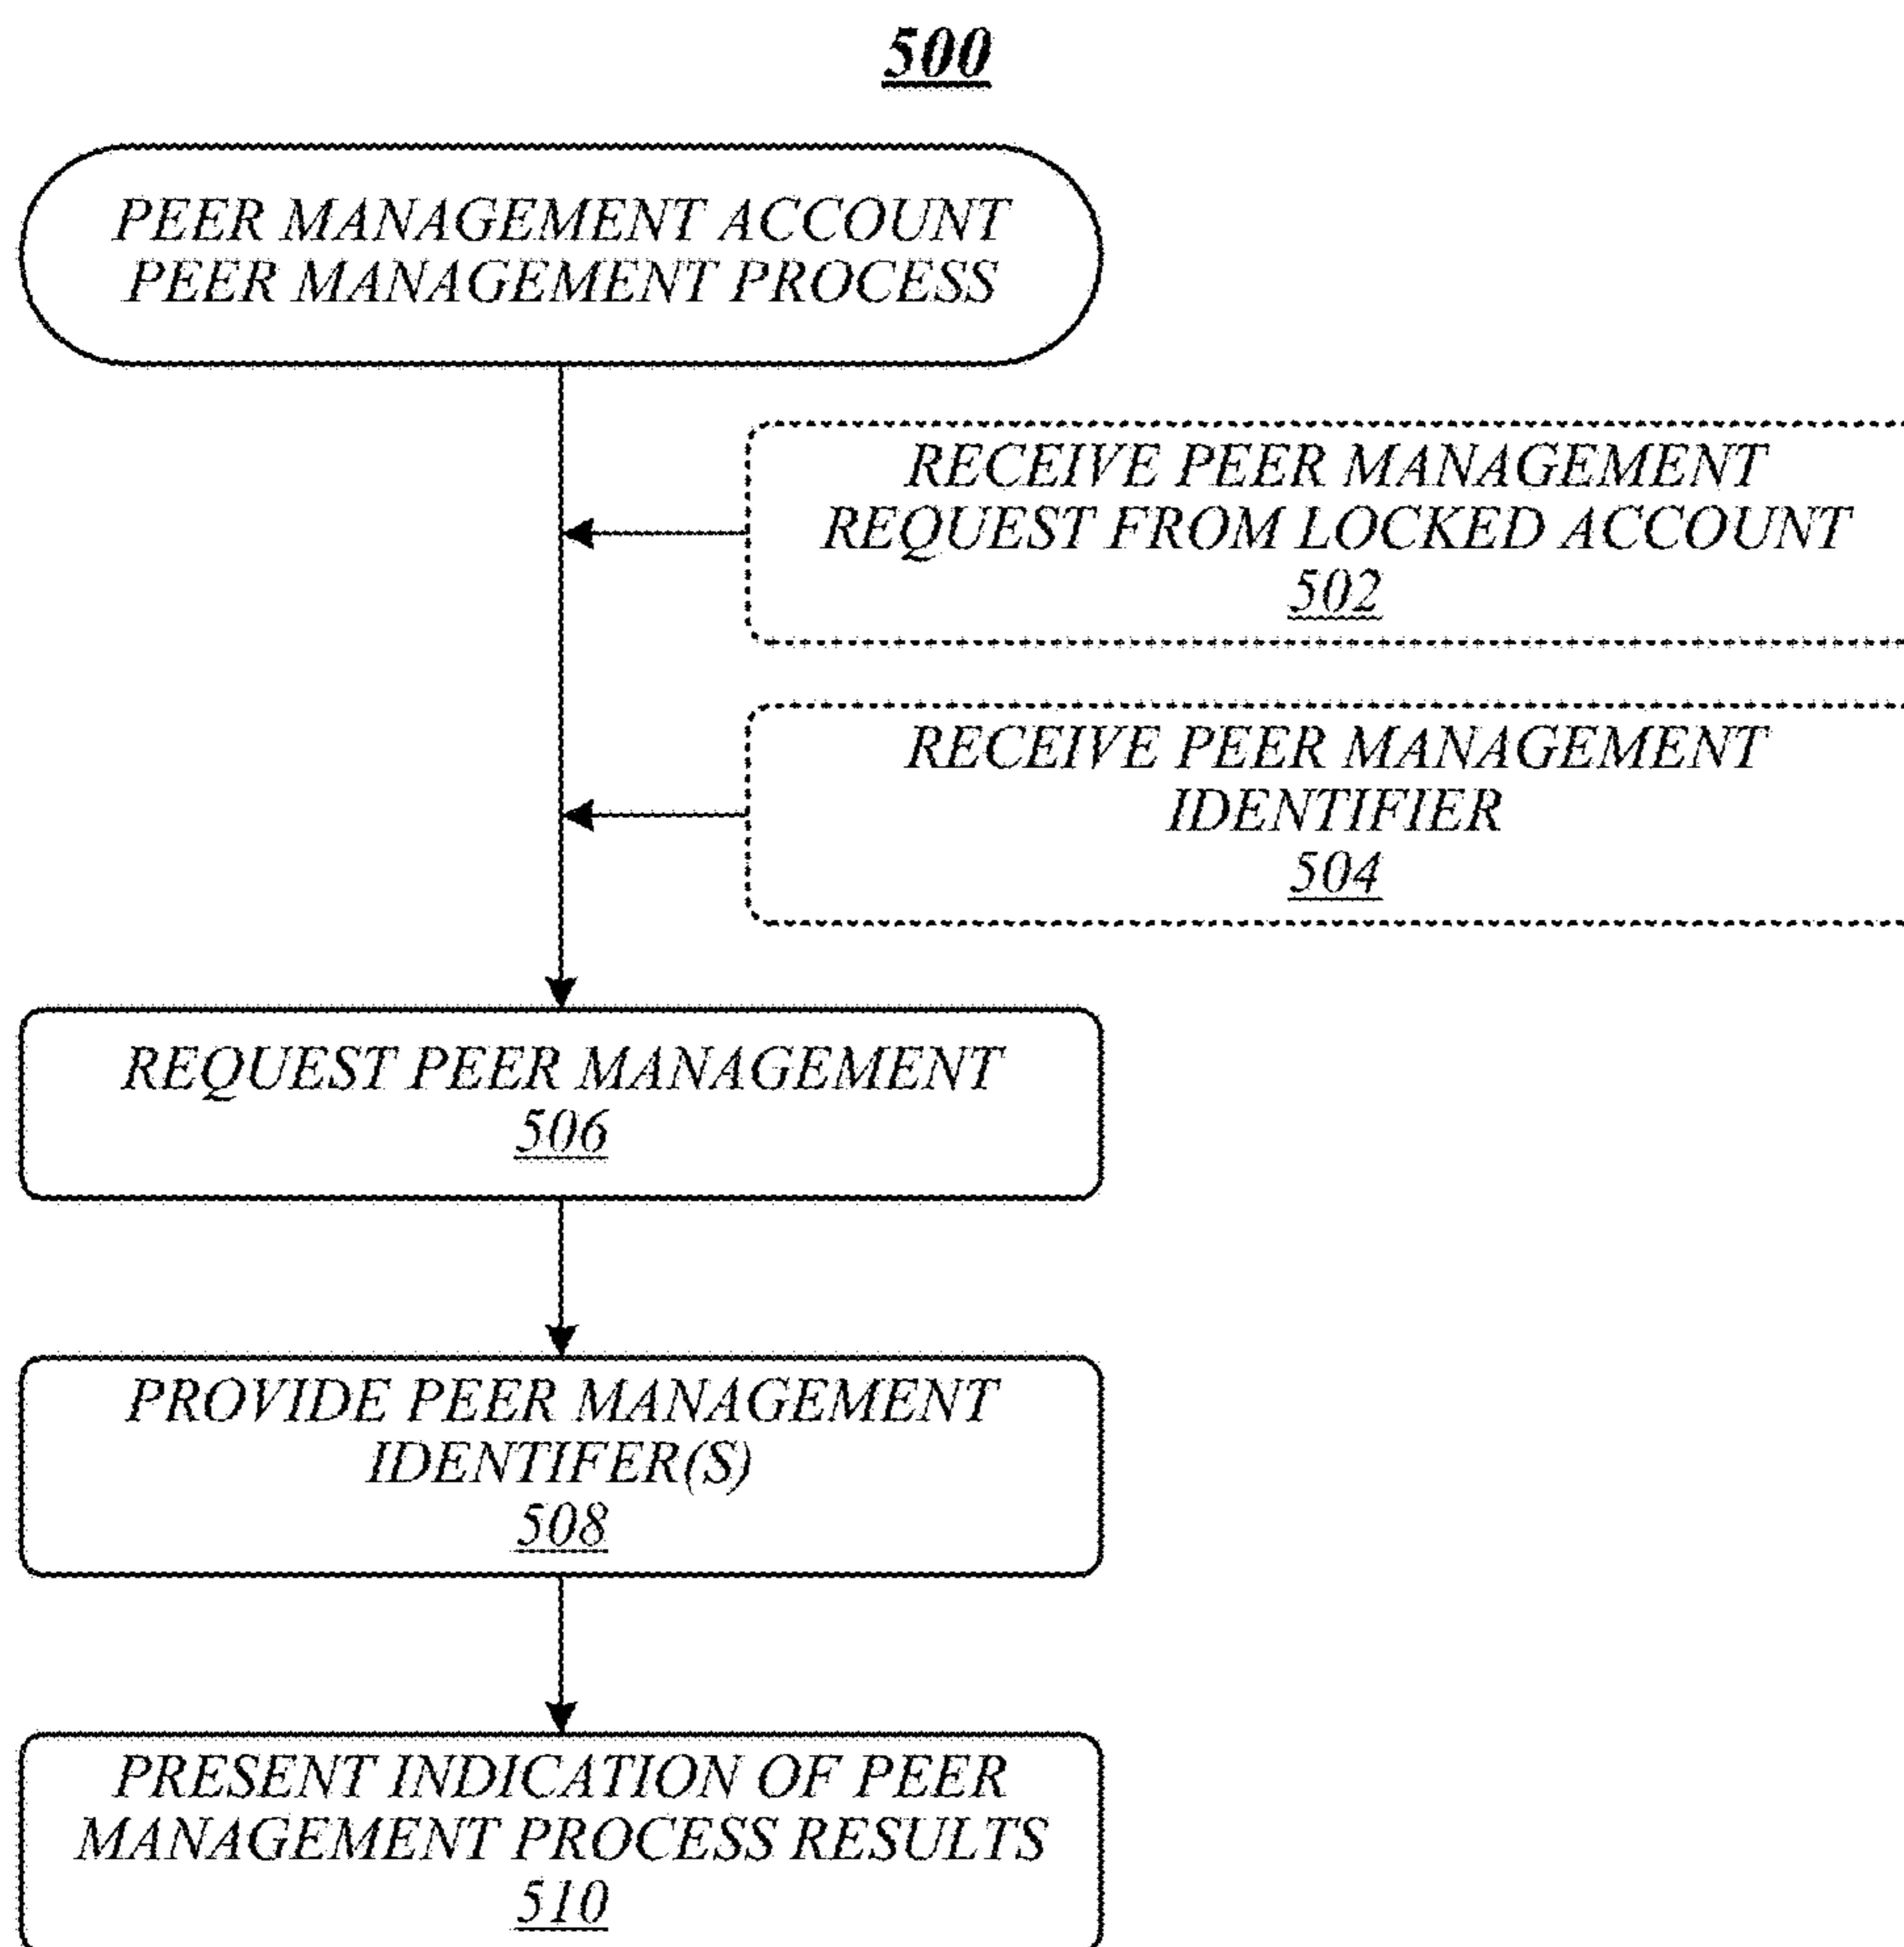 500
PEER MANAGEMENT ACCOUNT
PEER MANAGEMENT PROCESS
RECEIVE PEER MANAGEMENT
REQUEST FROM LOCKED ACCOUNT
502
RECEIVE PEER MANAGEMENT
IDENTIFIER
504
REQUEST PEER MANAGEMENT
506
PROVIDE PEER MANAGEMENT
IDENTIFER(S)
508
PRESENT INDICATION OF PEER
MANAGEMENT PROCESS RESULTS
510